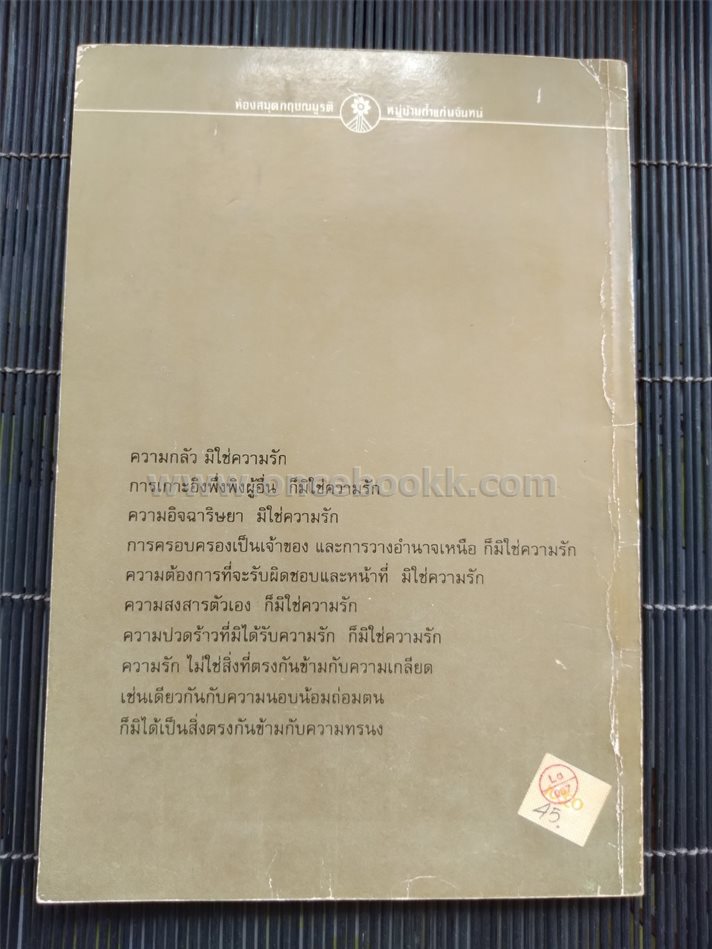 ห้องสมุดกฤษณมูรติ หมู่บ้านถ้ำแก่นจันทน์
ความกลัว มิใช่ความรัก
การเกาะอิงพึ่งพิงผู้อื่น ก็มิใช่ความรัก
www.oncebookk.com
ความอิจฉาริษยา มิใช่ความรัก
การครอบครองเป็นเจ้าของ และการวางอำนาจเหนือ ก็มิใช่ความรัก
ความต้องการที่จะรับผิดชอบและหน้าที่ มิใช่ความรัก
ความสงสารตัวเอง ก็มิใช่ความรัก
ความปวดร้าวที่มิได้รับความรัก ก็มิใช่ความรัก
ความรัก ไม่ใช่สิ่งที่ตรงกันข้ามกับความเกลียด
เช่นเดียวกันกับความนอบน้อมถ่อมตน
ก็มิได้เป็นสิ่งตรงกันข้ามกับความทรนง
45.